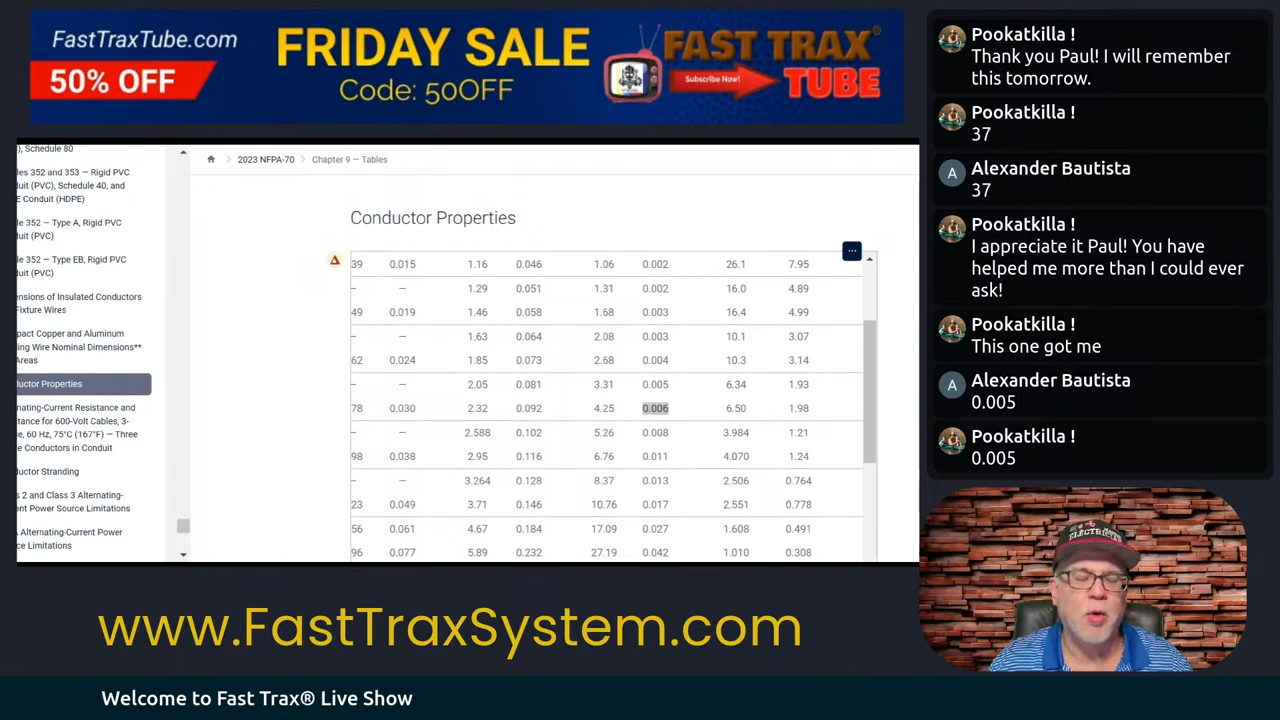 FastTraxTube.com
50% OFF
FRIDAY SALE
Code: 50OFF
FAST TRAX®
Subscribe Now!
TUBE
), Schedule 80
les 352 and 353 — Rigid PVC
duit (PVC), Schedule 40, and
E Conduit (HDPE)
le 352 — Type A, Rigid PVC
duit (PVC)
le 352 — Type EB, Rigid PVC
duit (PVC)
ensions of Insulated Conductors
Fixture Wires
pact Copper and Aluminum
ing Wire Nominal Dimensions**
Areas
ductor Properties
nating-Current Resistance and
tance for 600-Volt Cables, 3-
se, 60 Hz, 75°C (167°F) — Three
e Conductors in Conduit
ductor Stranding
s 2 and Class 3 Alternating-
ent Power Source Limitations
A Alternating-Current Power
ce Limitations
2023 NFPA-70 > Chapter 9 — Tables
Conductor Properties
39 0.015 1.16 0.046 1.06 0.002 26.1 7.95
– — 1.29 0.051 1.31 0.002 16.0 4.89
49 0.019 1.46 0.058 1.68 0.003 16.4 4.99
– — 1.63 0.064 2.08 0.003 10.1 3.07
62 0.024 1.85 0.073 2.68 0.004 10.3 3.14
– — 2.05 0.081 3.31 0.005 6.34 1.93
78 0.030 2.32 0.092 4.25 0.006 6.50 1.98
– — 2.588 0.102 5.26 0.008 3.984 1.21
98 0.038 2.95 0.116 6.76 0.011 4.070 1.24
– — 3.264 0.128 8.37 0.013 2.506 0.764
23 0.049 3.71 0.146 10.76 0.017 2.551 0.778
56 0.061 4.67 0.184 17.09 0.027 1.608 0.491
96 0.077 5.89 0.232 27.19 0.042 1.010 0.308
Pookatkilla !
Thank you Paul! I will remember
this tomorrow.
Pookatkilla !
37
A
Alexander Bautista
37
Pookatkilla !
I appreciate it Paul! You have
helped me more than I could ever
ask!
Pookatkilla !
This one got me
A
Alexander Bautista
0.005
Pookatkilla !
0.005
ELECTRICIAN
www.FastTraxSystem.com
Welcome to Fast Trax® Live Show